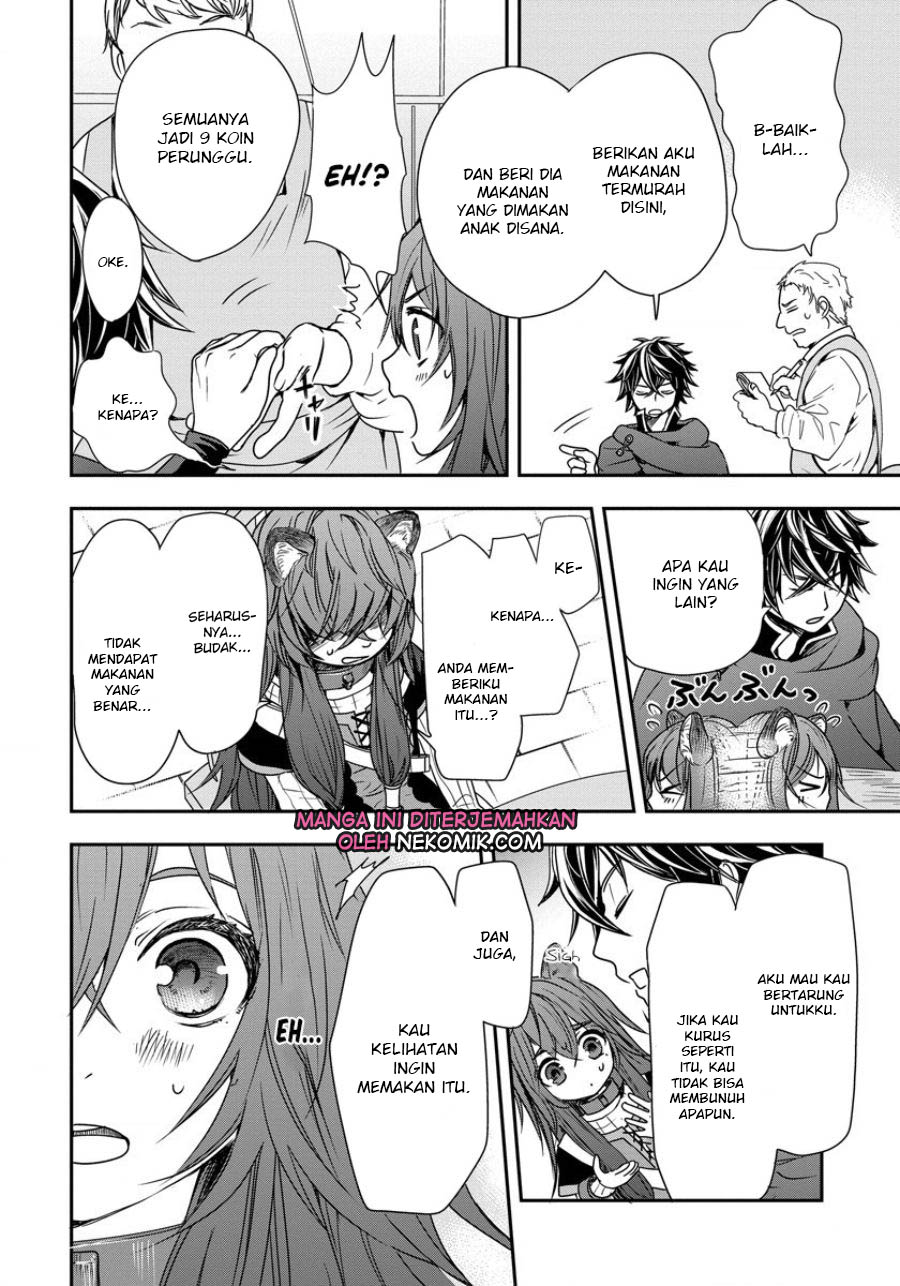 B-BAIK-
LAH...
BERIKAN AKU
MAKANAN
TERMURAH
DISINI,
DAN BERI DIA
MAKANAN
YANG DIMAKAN
ANAK DISANA.
EH!?
SEMUANYA
JADI 9 KOIN
PERUNGGU.
OKE.
KE...
KENAPA?
APA KAU
INGIN YANG
LAIN?
ぶんぶんっ
KE-
KENAPA...
ANDA MEM-
BERIKU
MAKANAN
ITU...?
SEHARUS-
NYA...
BUDAK...
TIDAK
MENDAPAT
MAKANAN
YANG
BENAR...
MANGA INI DITERJEMAHKAN
OLEH NEKOMIK.COM
AKU MAU KAU
BERTARUNG
UNTUKKU.
JIKA KAU
KURUS
SEPERTI
ITU, KAU
TIDAK BISA
MEMBUNUH
APAPUN.
Sigh
DAN
JUGA,
KAU
KELIHATAN
INGIN
MEMAKAN
ITU.
EH...